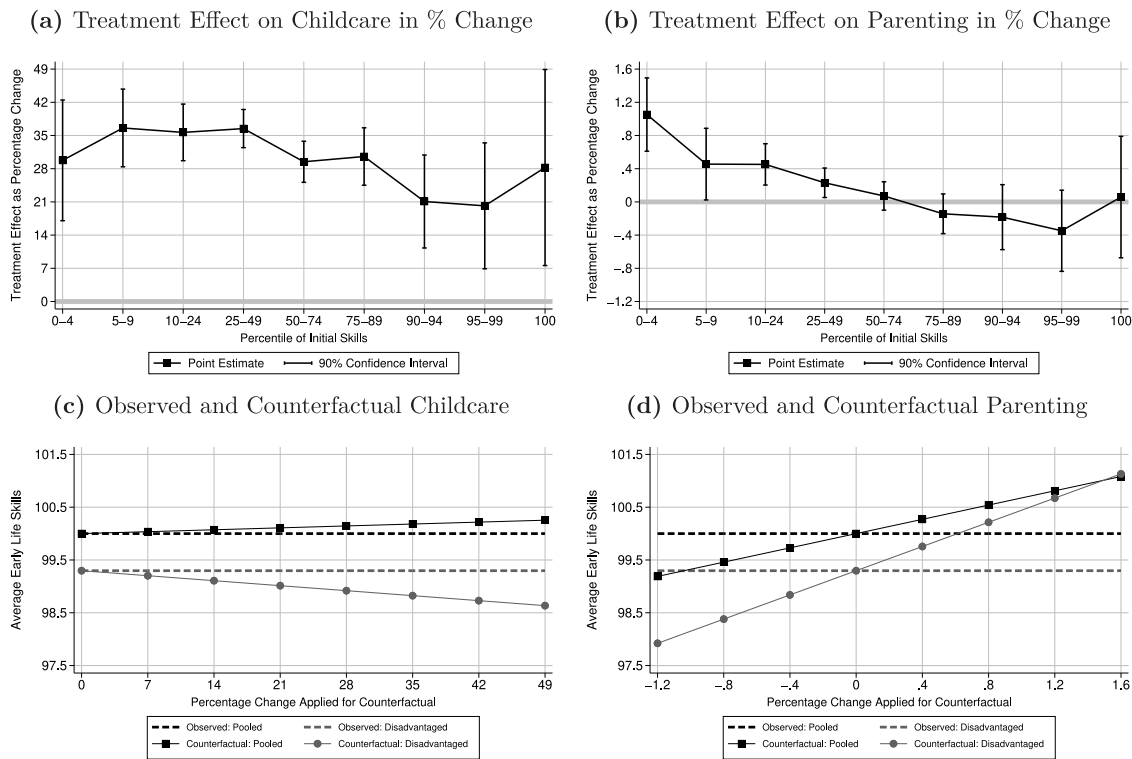 (a) Treatment Effect on Childcare in % Change
Treatment Effect as Percentage Change
49
42
35
28
21
14
7
0
0–4 5–9 10–24 25–49 50–74 75–89 90–94 95–99 100
Percentile of Initial Skills
Point Estimate 90% Confidence Interval
(b) Treatment Effect on Parenting in % Change
Treatment Effect as Percentage Change
1.6
1.2
.8
.4
0
−.4
−.8
−1.2
0–4 5–9 10–24 25–49 50–74 75–89 90–94 95–99 100
Percentile of Initial Skills
Point Estimate 90% Confidence Interval
(c) Observed and Counterfactual Childcare
Average Early Life Skills
101.5
100.5
99.5
98.5
97.5
0 7 14 21 28 35 42 49
Percentage Change Applied for Counterfactual
Observed: Pooled Observed: Disadvantaged
Counterfactual: Pooled Counterfactual: Disadvantaged
(d) Observed and Counterfactual Parenting
Average Early Life Skills
101.5
100.5
99.5
98.5
97.5
−1.2 −.8 −.4 0 .4 .8 1.2 1.6
Percentage Change Applied for Counterfactual
Observed: Pooled Observed: Disadvantaged
Counterfactual: Pooled Counterfactual: Disadvantaged